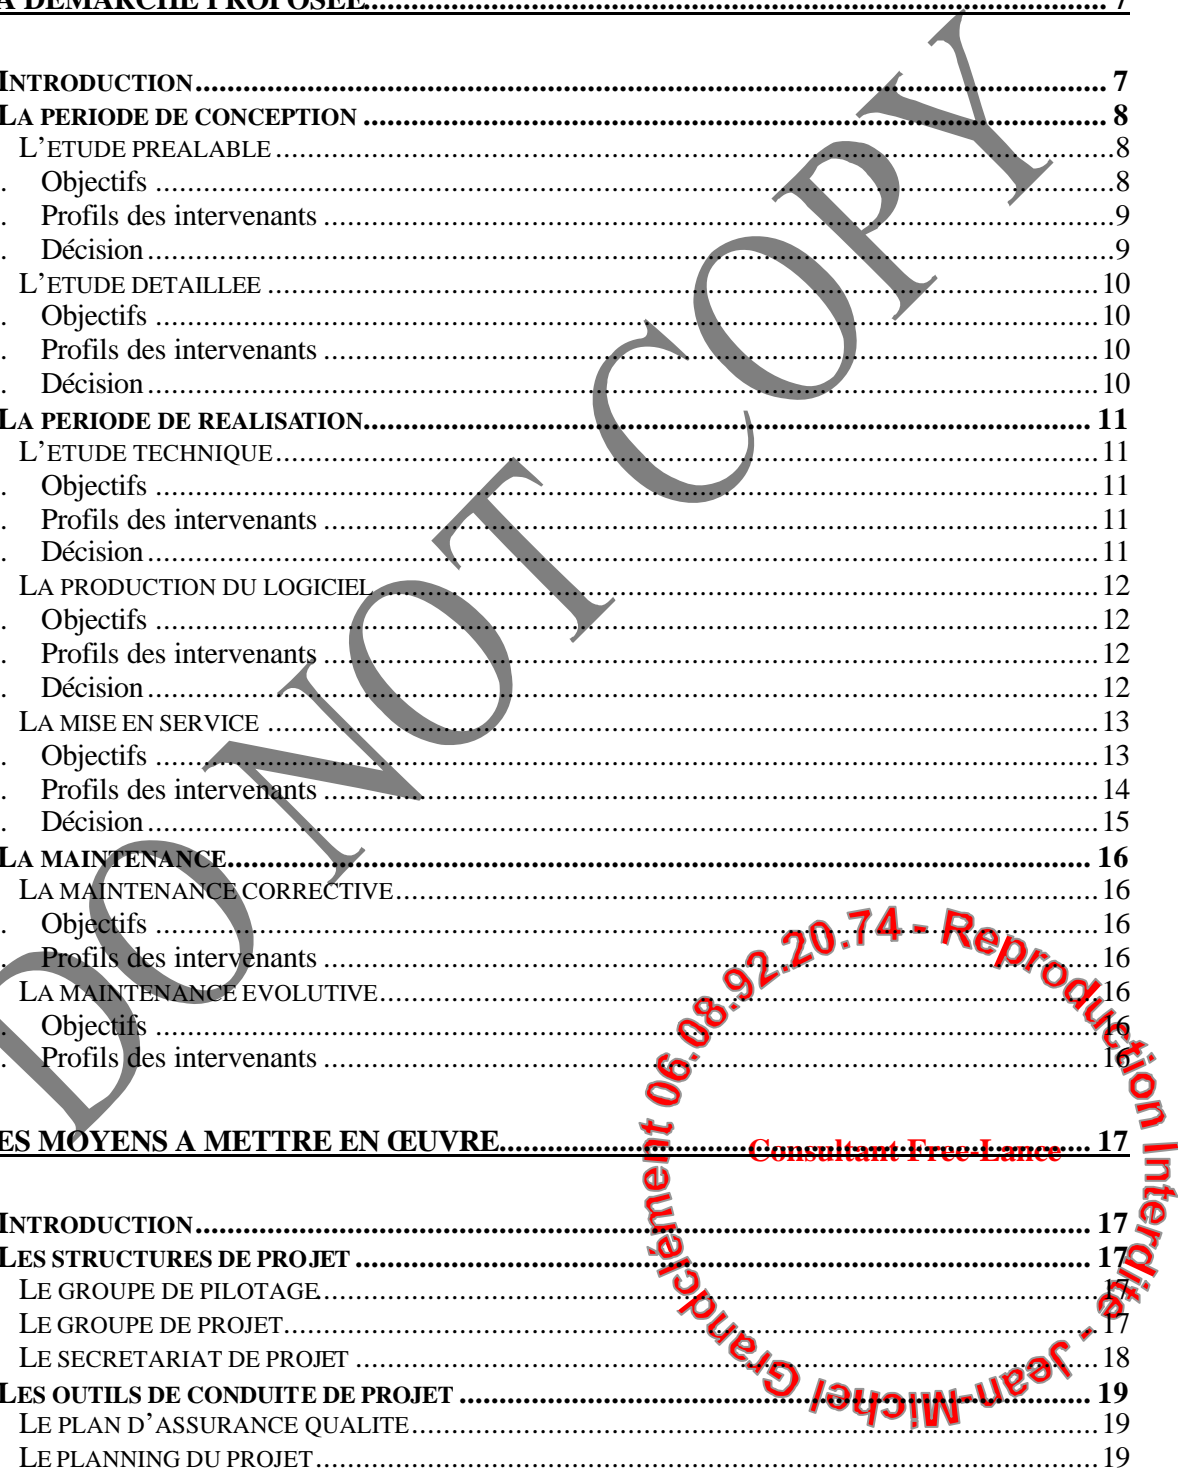 A DEMARCHE PROPOSEE 7
INTRODUCTION 7
LA PERIODE DE CONCEPTION 8
L'ETUDE PREALABLE 8
. Objectifs 8
. Profils des intervenants 9
. Décision 9
L'ETUDE DETAILLEE 10
. Objectifs 10
. Profils des intervenants 10
. Décision 10
LA PERIODE DE REALISATION 11
L'ETUDE TECHNIQUE 11
. Objectifs 11
. Profils des intervenants 11
. Décision 11
LA PRODUCTION DU LOGICIEL 12
. Objectifs 12
. Profils des intervenants 12
. Décision 12
LA MISE EN SERVICE 13
. Objectifs 13
. Profils des intervenants 14
. Décision 15
LA MAINTENANCE 16
LA MAINTENANCE CORRECTIVE 16
. Objectifs 16
. Profils des intervenants 16
LA MAINTENANCE EVOLUTIVE 16
. Objectifs 16
. Profils des intervenants 16
ES MOYENS A METTRE EN ŒUVRE 17
INTRODUCTION 17
LES STRUCTURES DE PROJET 17
LE GROUPE DE PILOTAGE 17
LE GROUPE DE PROJET 17
LE SECRETARIAT DE PROJET 18
LES OUTILS DE CONDUITE DE PROJET 19
LE PLAN D'ASSURANCE QUALITE 19
LE PLANNING DU PROJET 19
DO NOT COPY
Jean-Michel Grandclément 06.08.92.20.74 - Reproduction Interdite -
Consultant Free-Lance